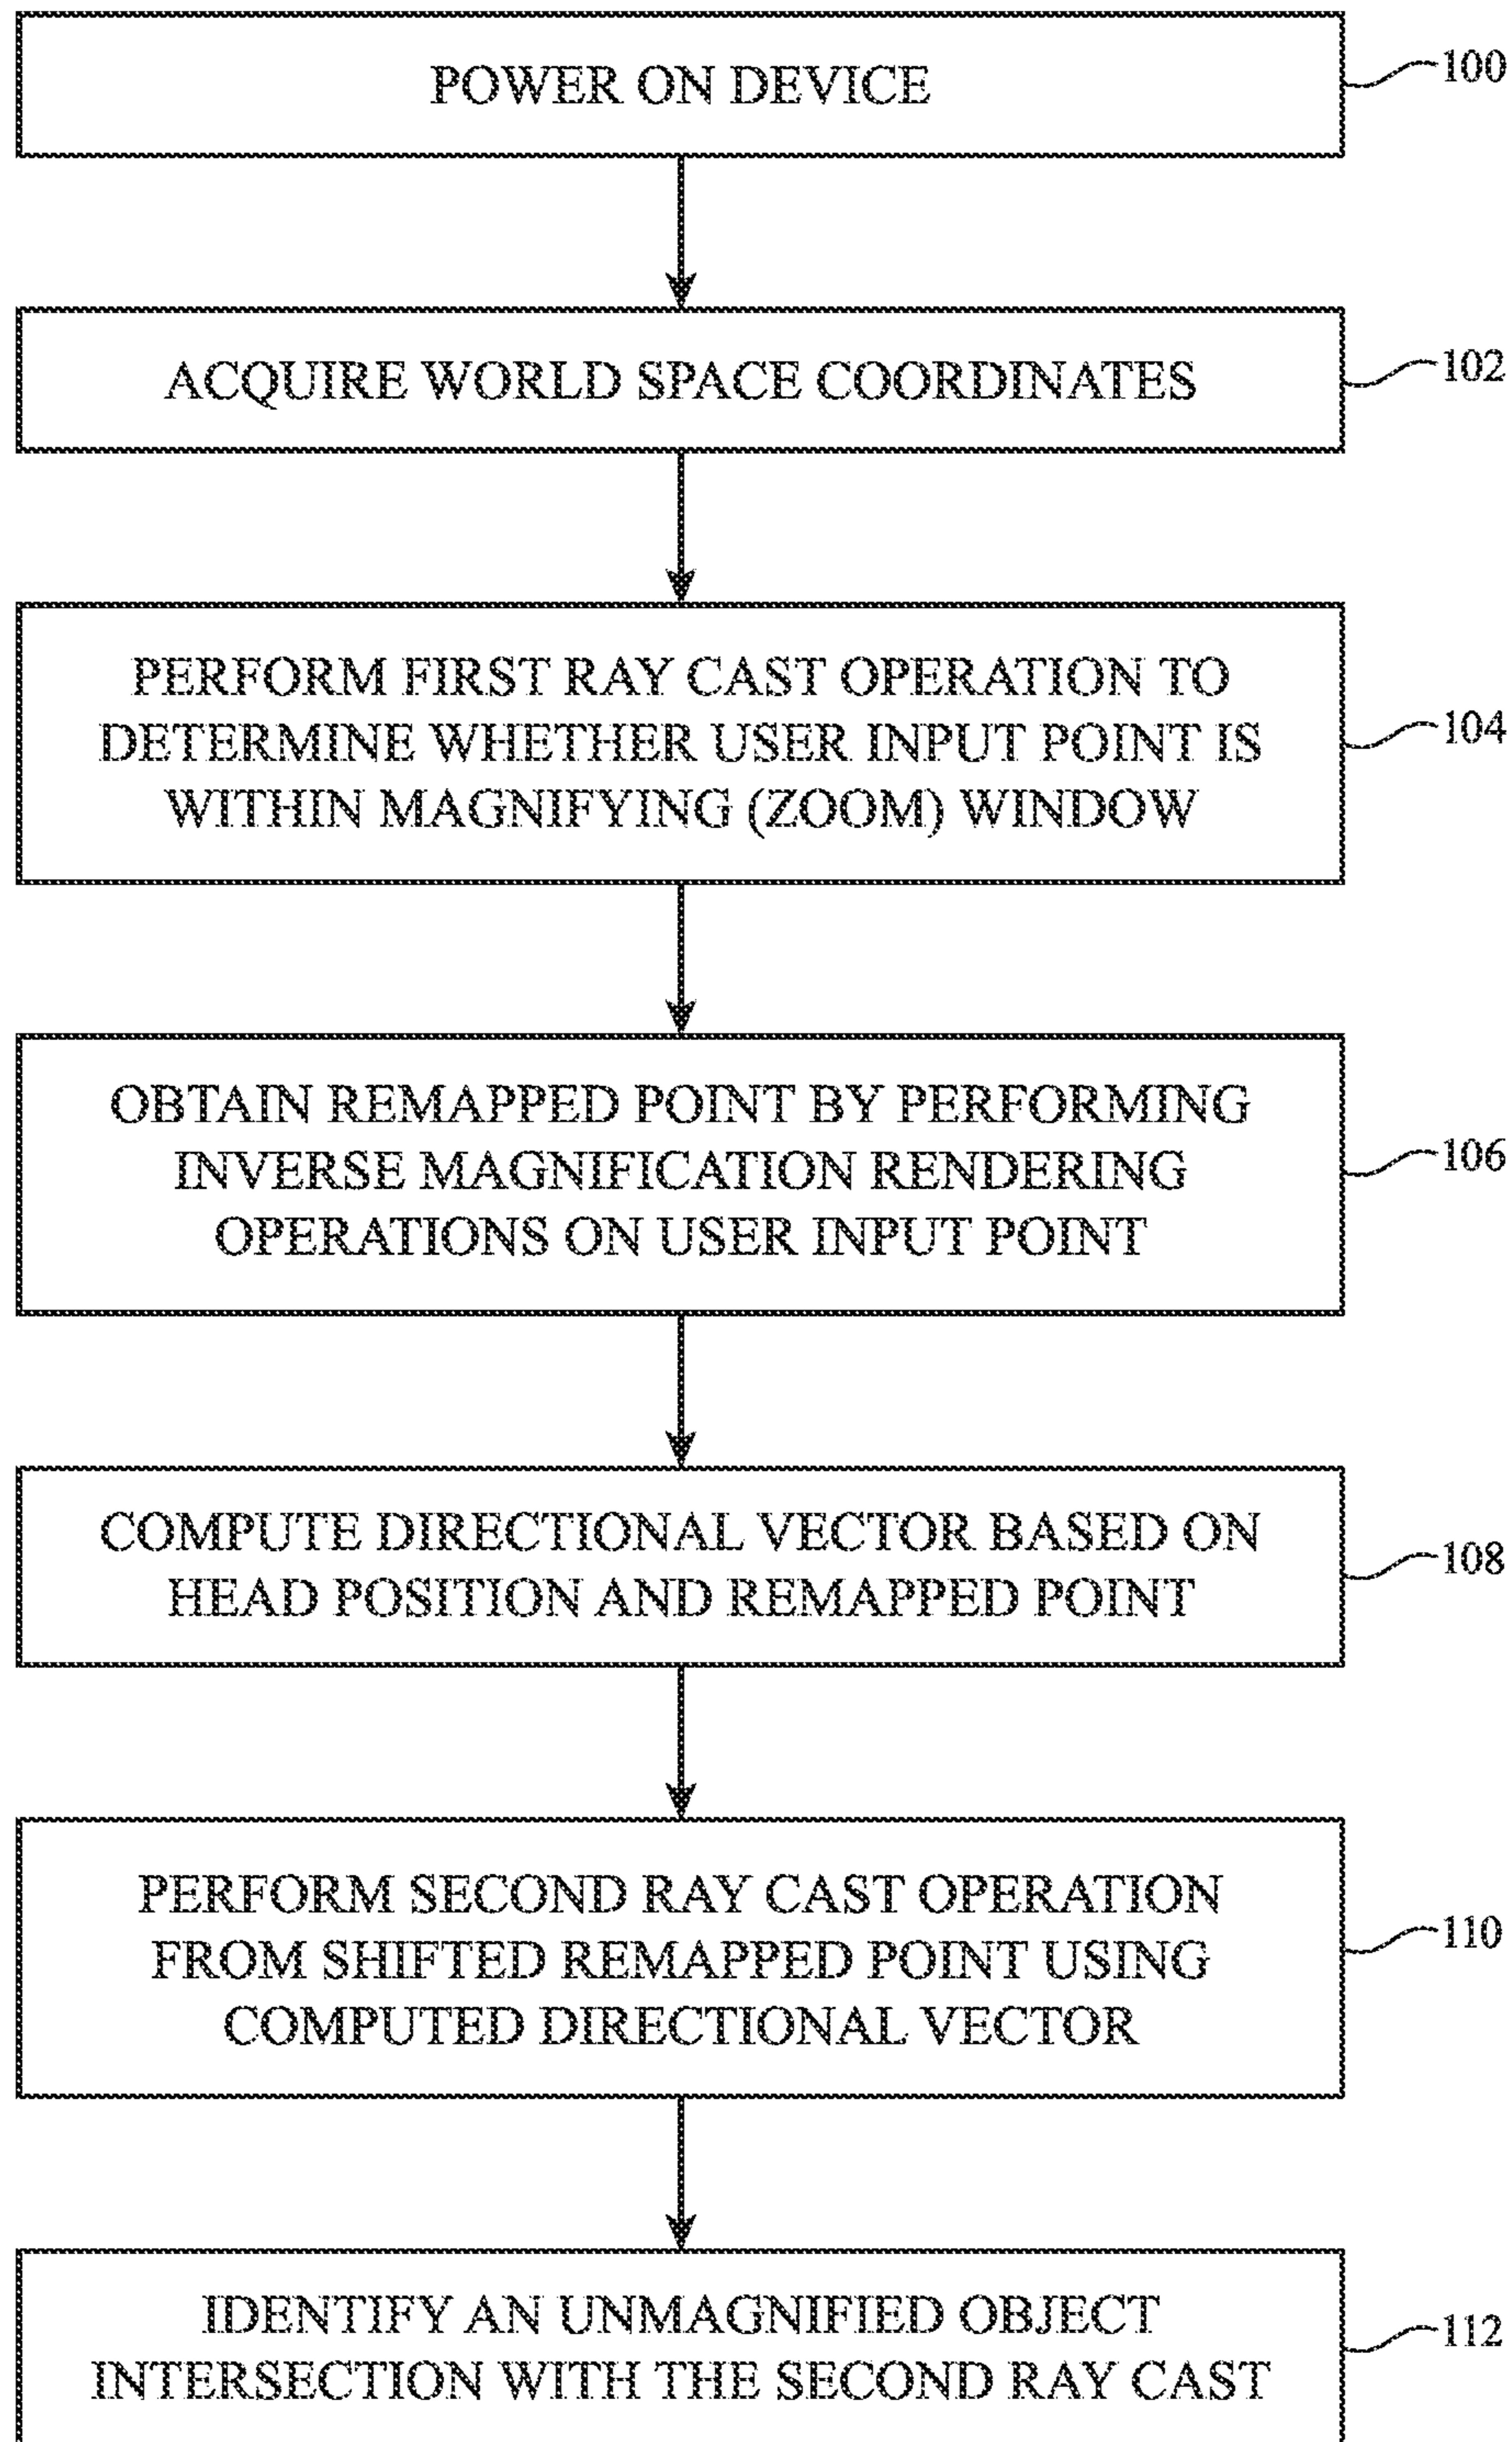 POWER ON DEVICE
100
ACQUIRE WORLD SPACE COORDINATES
102
PERFORM FIRST RAY CAST OPERATION TO
DETERMINE WHETHER USER INPUT POINT IS
WITHIN MAGNIFYING (ZOOM) WINDOW
104
OBTAIN REMAPPED POINT BY PERFORMING
INVERSE MAGNIFICATION RENDERING
OPERATIONS ON USER INPUT POINT
106
COMPUTE DIRECTIONAL VECTOR BASED ON
HEAD POSITION AND REMAPPED POINT
108
PERFORM SECOND RAY CAST OPERATION
FROM SHIFTED REMAPPED POINT USING
COMPUTED DIRECTIONAL VECTOR
110
IDENTIFY AN UNMAGNIFIED OBJECT
INTERSECTION WITH THE SECOND RAY CAST
112